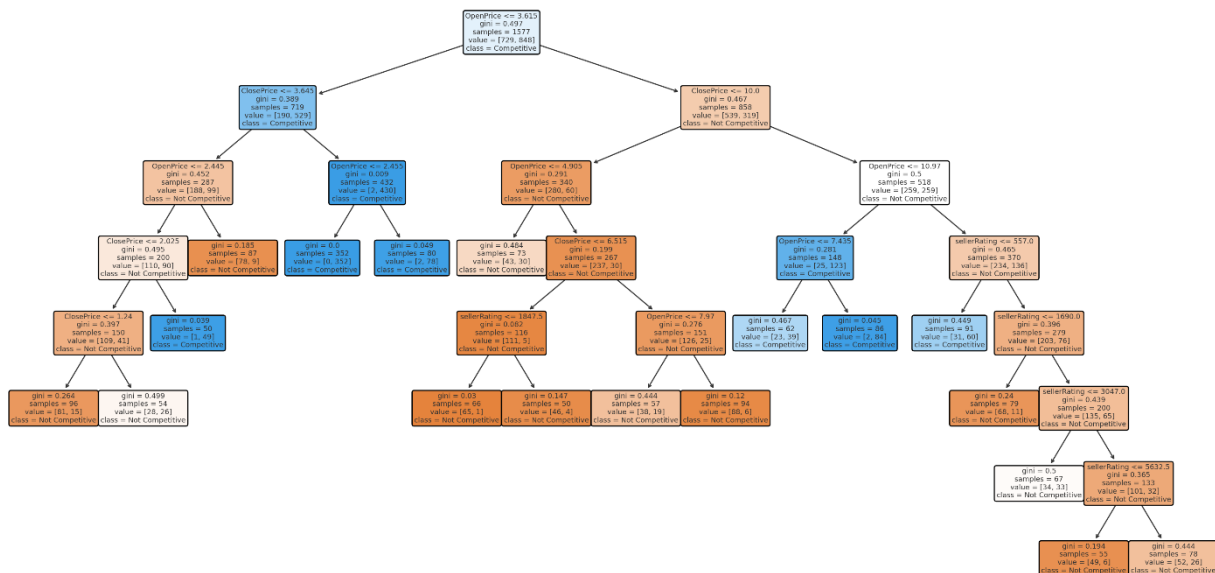 OpenPrice <= 3.615
gini = 0.497
samples = 1577
value = [729, 848]
class = Competitive
ClosePrice <= 3.645
gini = 0.389
samples = 719
value = [190, 529]
class = Competitive
ClosePrice <= 10.0
gini = 0.467
samples = 858
value = [539, 319]
class = Not Competitive
OpenPrice <= 2.445
gini = 0.452
samples = 287
value = [188, 99]
class = Not Competitive
OpenPrice <= 2.455
gini = 0.009
samples = 432
value = [2, 430]
class = Competitive
OpenPrice <= 4.905
gini = 0.291
samples = 340
value = [280, 60]
class = Not Competitive
OpenPrice <= 10.97
gini = 0.5
samples = 518
value = [259, 259]
class = Not Competitive
ClosePrice <= 2.025
gini = 0.495
samples = 200
value = [110, 90]
class = Not Competitive
gini = 0.185
samples = 87
value = [78, 9]
class = Not Competitive
gini = 0.0
samples = 352
value = [0, 352]
class = Competitive
gini = 0.049
samples = 80
value = [2, 78]
class = Competitive
gini = 0.484
samples = 73
value = [43, 30]
class = Not Competitive
ClosePrice <= 6.515
gini = 0.199
samples = 267
value = [237, 30]
class = Not Competitive
OpenPrice <= 7.435
gini = 0.281
samples = 148
value = [25, 123]
class = Competitive
sellerRating <= 557.0
gini = 0.465
samples = 370
value = [234, 136]
class = Not Competitive
ClosePrice <= 1.24
gini = 0.397
samples = 150
value = [109, 41]
class = Not Competitive
gini = 0.039
samples = 50
value = [1, 49]
class = Competitive
sellerRating <= 1847.5
gini = 0.082
samples = 116
value = [111, 5]
class = Not Competitive
OpenPrice <= 7.97
gini = 0.276
samples = 151
value = [126, 25]
class = Not Competitive
gini = 0.467
samples = 62
value = [23, 39]
class = Competitive
gini = 0.045
samples = 86
value = [2, 84]
class = Competitive
gini = 0.449
samples = 91
value = [31, 60]
class = Competitive
sellerRating <= 1690.0
gini = 0.396
samples = 279
value = [203, 76]
class = Not Competitive
gini = 0.264
samples = 96
value = [81, 15]
class = Not Competitive
gini = 0.499
samples = 54
value = [28, 26]
class = Not Competitive
gini = 0.03
samples = 66
value = [65, 1]
class = Not Competitive
gini = 0.147
samples = 50
value = [46, 4]
class = Not Competitive
gini = 0.444
samples = 57
value = [38, 19]
class = Not Competitive
gini = 0.12
samples = 94
value = [88, 6]
class = Not Competitive
gini = 0.24
samples = 79
value = [68, 11]
class = Not Competitive
sellerRating <= 3047.0
gini = 0.439
samples = 200
value = [135, 65]
class = Not Competitive
gini = 0.5
samples = 67
value = [34, 33]
class = Not Competitive
sellerRating <= 5632.5
gini = 0.365
samples = 133
value = [101, 32]
class = Not Competitive
gini = 0.194
samples = 55
value = [49, 6]
class = Not Competitive
gini = 0.444
samples = 78
value = [52, 26]
class = Not Competitive